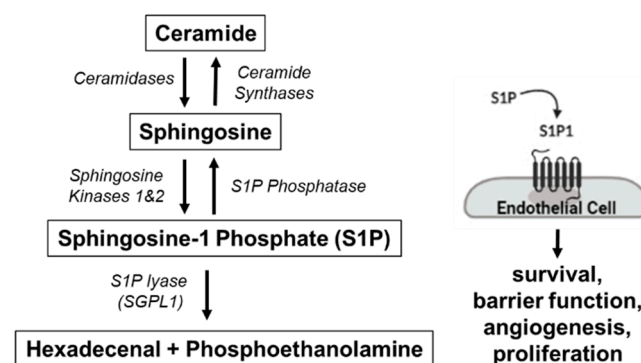 Ceramide
Ceramidases
Ceramide
Synthases
Sphingosine
Sphingosine
Kinases 1&2
S1P Phosphatase
Sphingosine-1 Phosphate (S1P)
S1P lyase
(SGPL1)
Hexadecenal + Phosphoethanolamine
S1P
S1P1
Endothelial Cell
survival,
barrier function,
angiogenesis,
proliferation